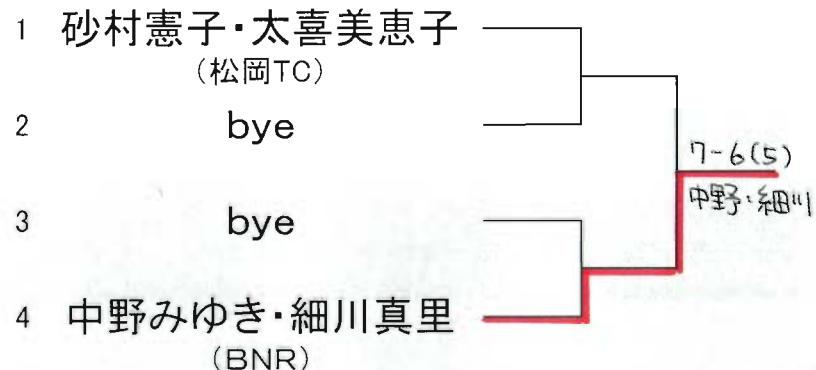 1 砂村憲子・太喜美恵子
(松岡TC)
2 bye
7-6(5)
中野・細川
3 bye
4 中野みゆき・細川真里
(BNR)